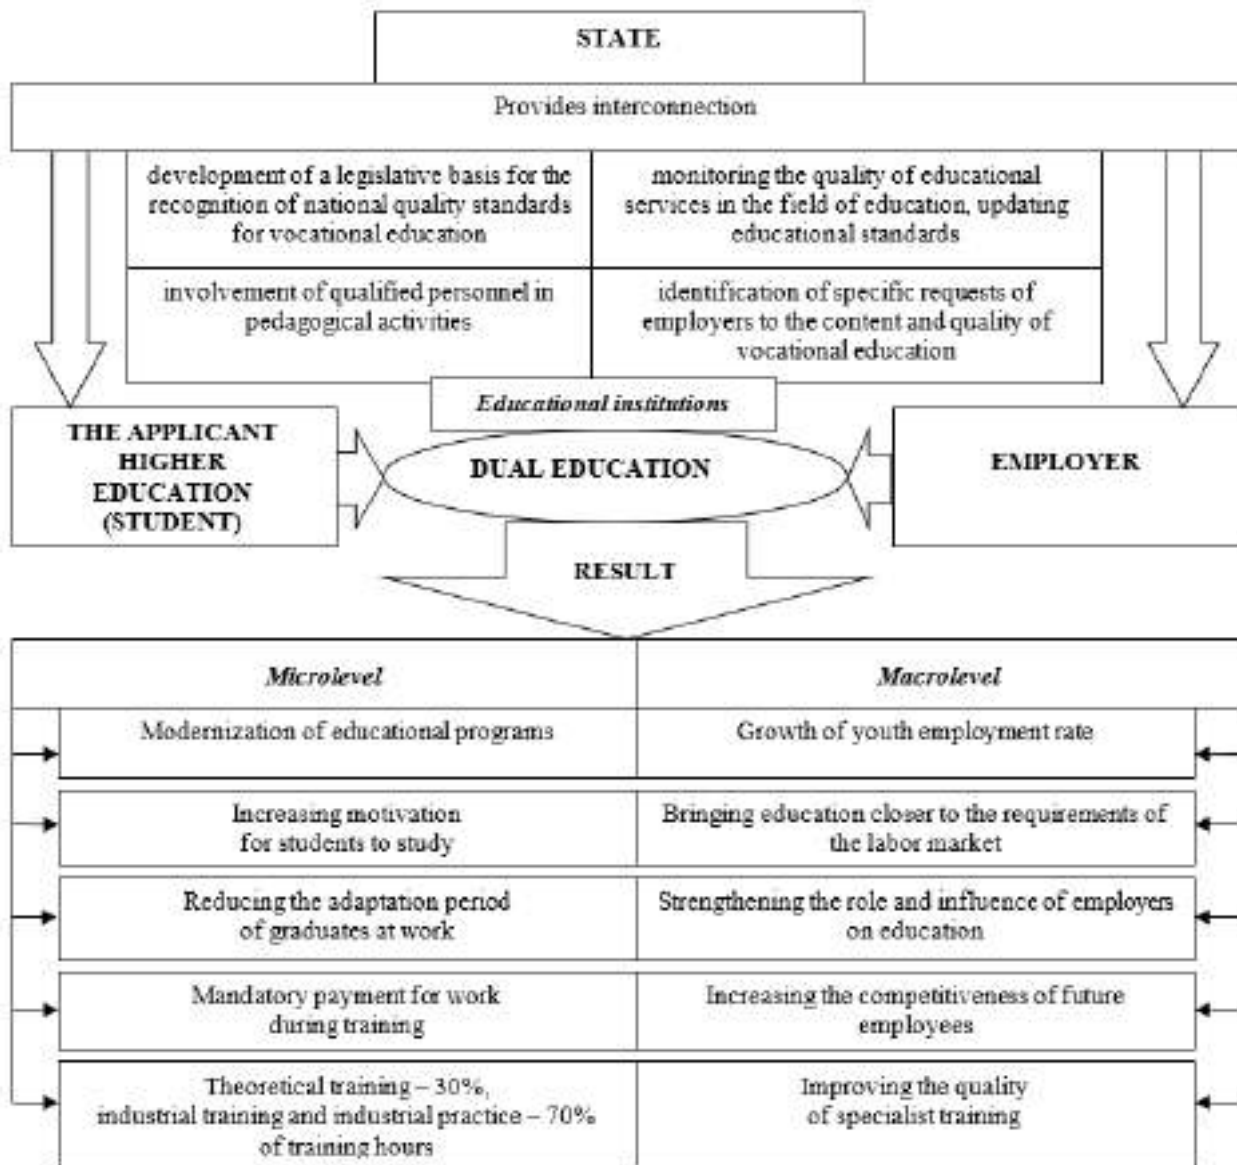 STATE
Provides interconnection
development of a legislative basis for the
recognition of national quality standards
for vocational education
monitoring the quality of educational
services in the field of education, updating
educational standards
involvement of qualified personnel in
pedagogical activities
identification of specific requests of
employers to the content and quality of
vocational education
Educational institutions
THE APPLICANT
HIGHER
EDUCATION
(STUDENT)
DUAL EDUCATION
EMPLOYER
RESULT
Microlevel
Macrolevel
Modernization of educational programs
Growth of youth employment rate
Increasing motivation
for students to study
Bringing education closer to the requirements of
the labor market
Reducing the adaptation period
of graduates at work
Strengthening the role and influence of employers
on education
Mandatory payment for work
during training
Increasing the competitiveness of future
employees
Theoretical training – 30%,
industrial training and industrial practice – 70%
of training hours
Improving the quality
of specialist training